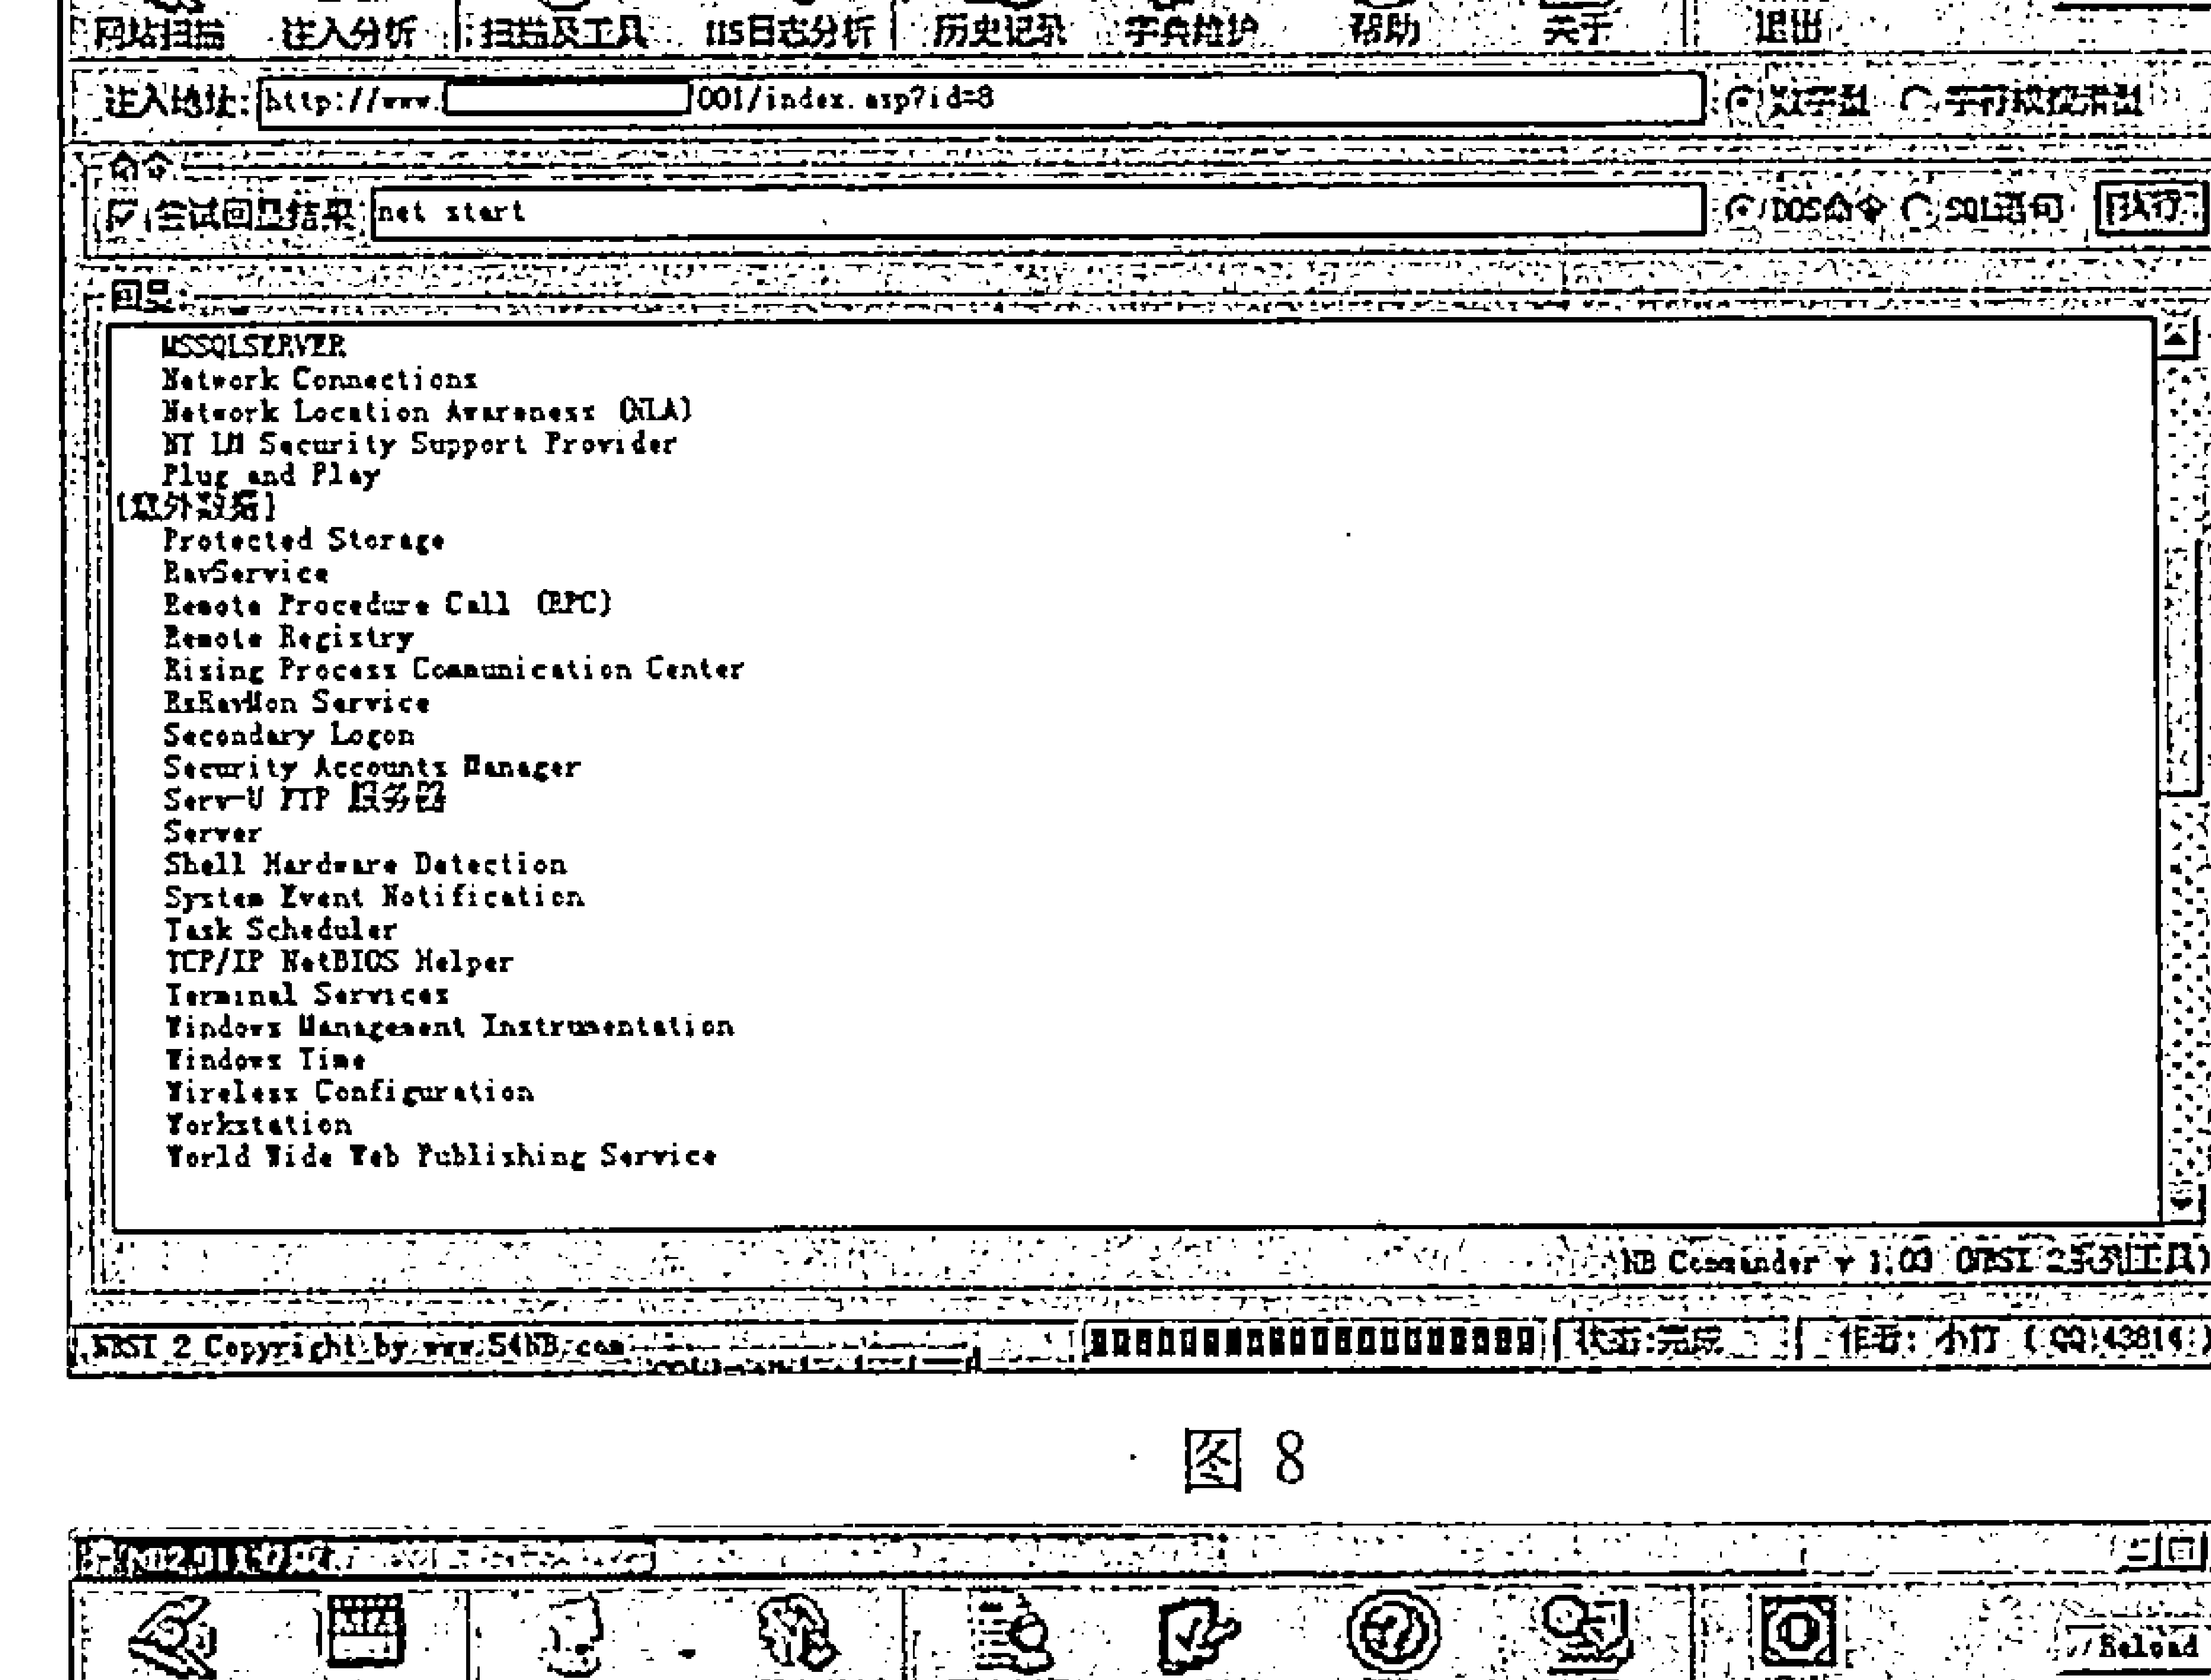 网站扫描 注入分析 扫描及工具 IIS日志分析 历史记录 字典维护 帮助 关于 退出
注入地址: http://www. 001/index.asp?id=8 数字型
命令
尝试回显结果 net start DOS命令 SQL语句 执行
回显
MSSQLSERVER
Network Connections
Network Location Awareness (NLA)
NT LM Security Support Provider
Plug and Play
[意外数据]
Protected Storage
RavService
Remote Procedure Call (RPC)
Remote Registry
Rising Process Communication Center
RsRavMon Service
Secondary Logon
Security Accounts Manager
Serv-U FTP 服务器
Server
Shell Hardware Detection
System Event Notification
Task Scheduler
TCP/IP NetBIOS Helper
Terminal Services
Windows Management Instrumentation
Windows Time
Wireless Configuration
Workstation
World Wide Web Publishing Service
NB Commander v 1.03
NBSI 2 Copyright by www.54NB.com 状态:完成 作者: 小竹
图 8
Reload